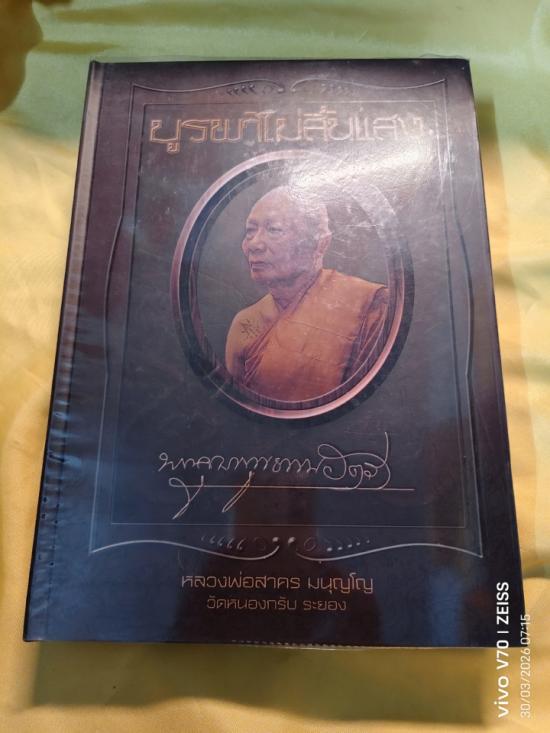 บูรพาไม่สิ้นแสง
หลวงพ่อสาคร มนุญโญ
วัดหนองกรับ ระยอง
vivo V70 | ZEISS
30/03/2026 07:15